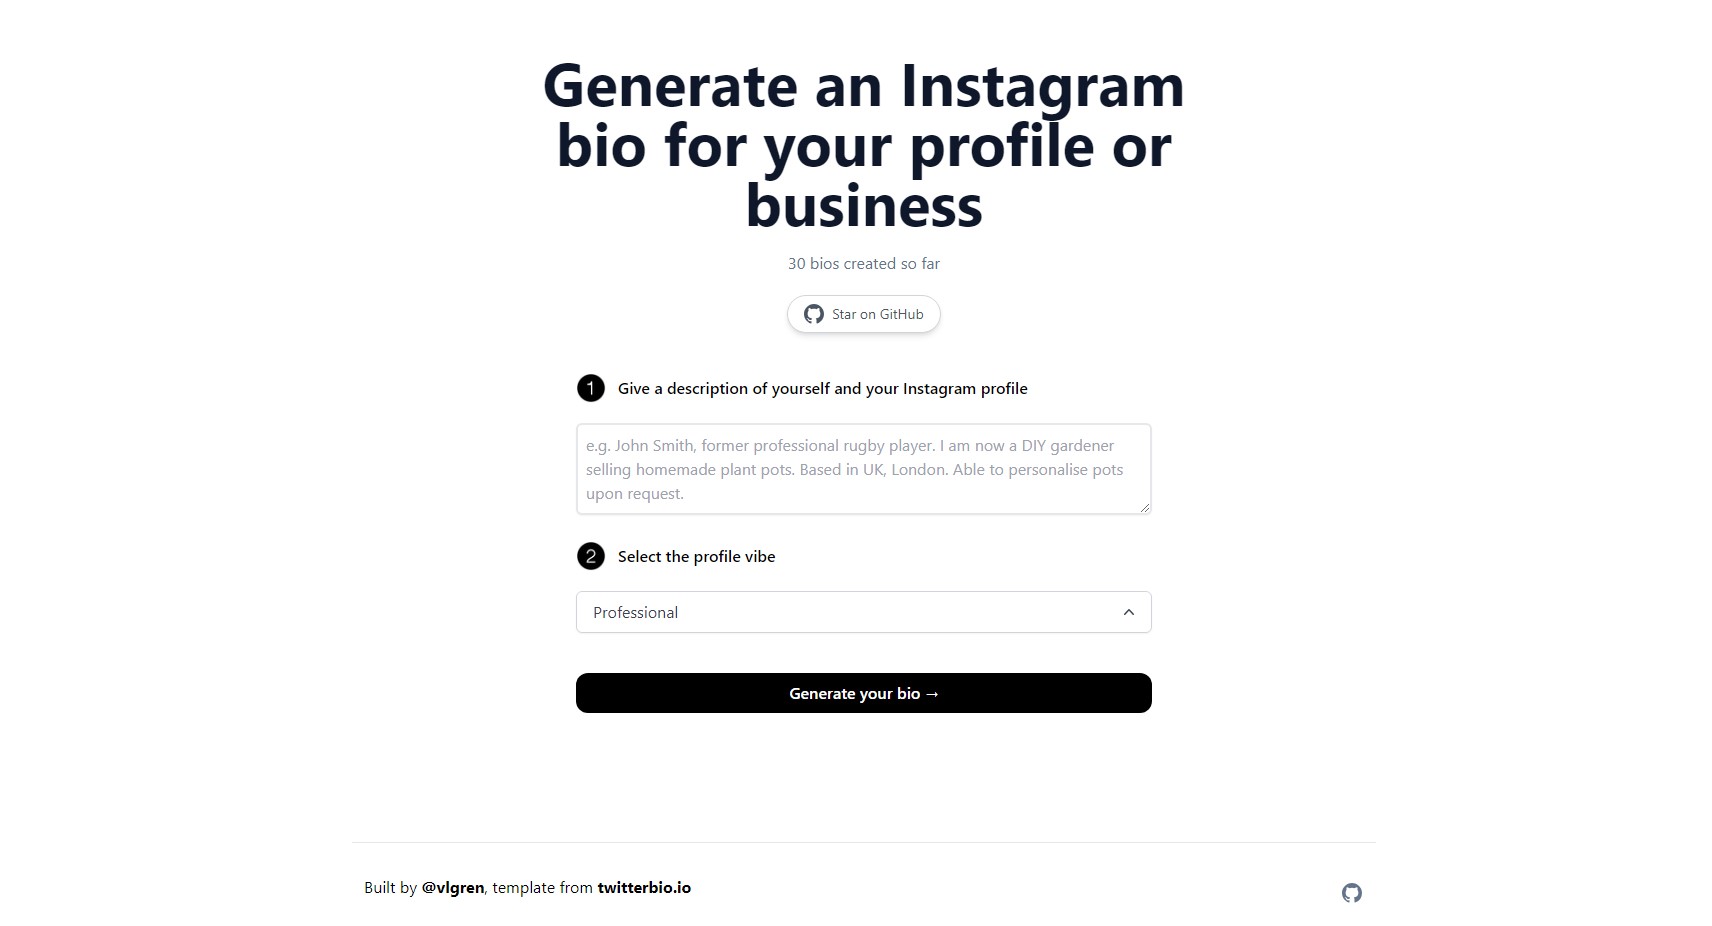 Generate an Instagram
bio for your profile or
business
30 bios created so far
Star on GitHub
1 Give a description of yourself and your Instagram profile
e.g. John Smith, former professional rugby player. I am now a DIY gardener
selling homemade plant pots. Based in UK, London. Able to personalise pots
upon request.
2 Select the profile vibe
Professional
Generate your bio →
Built by @vlgren, template from twitterbio.io